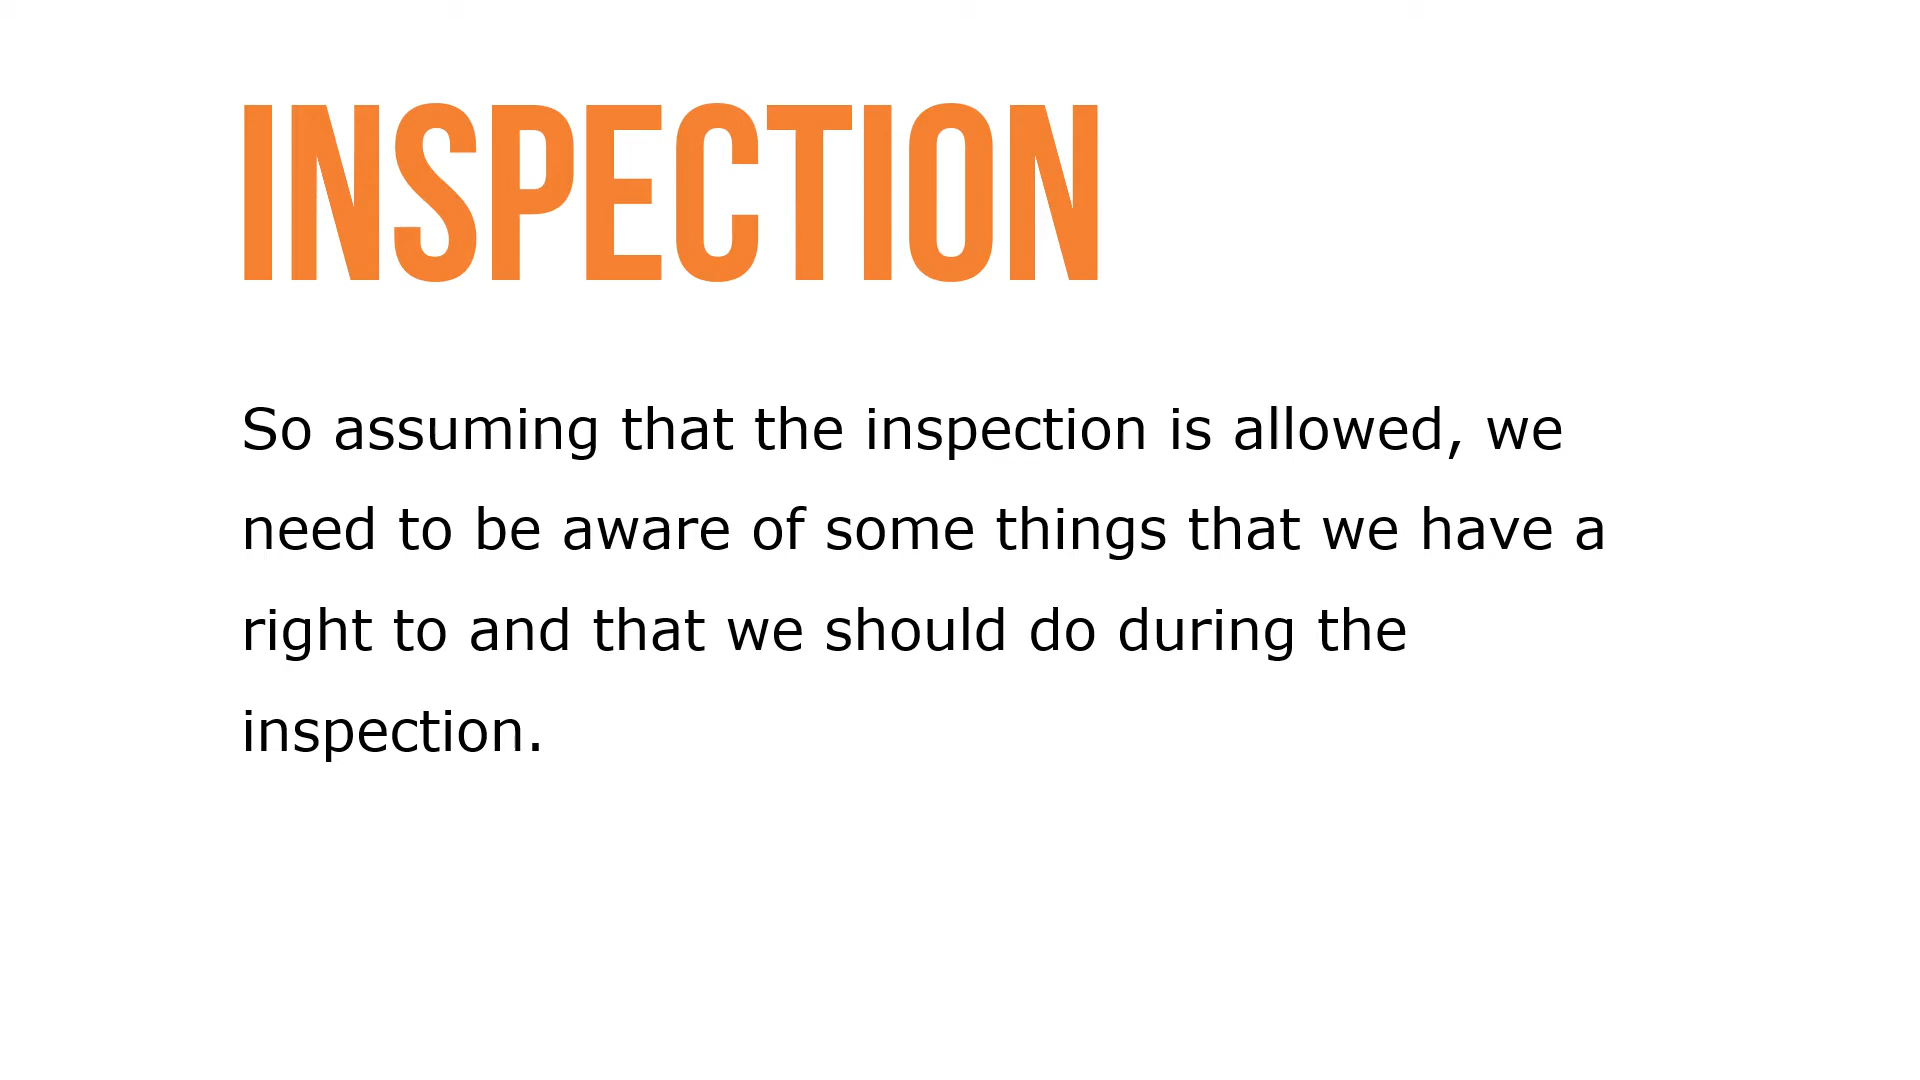 INSPECTION
So assuming that the inspection is allowed, we
need to be aware of some things that we have a
right to and that we should do during the
inspection.